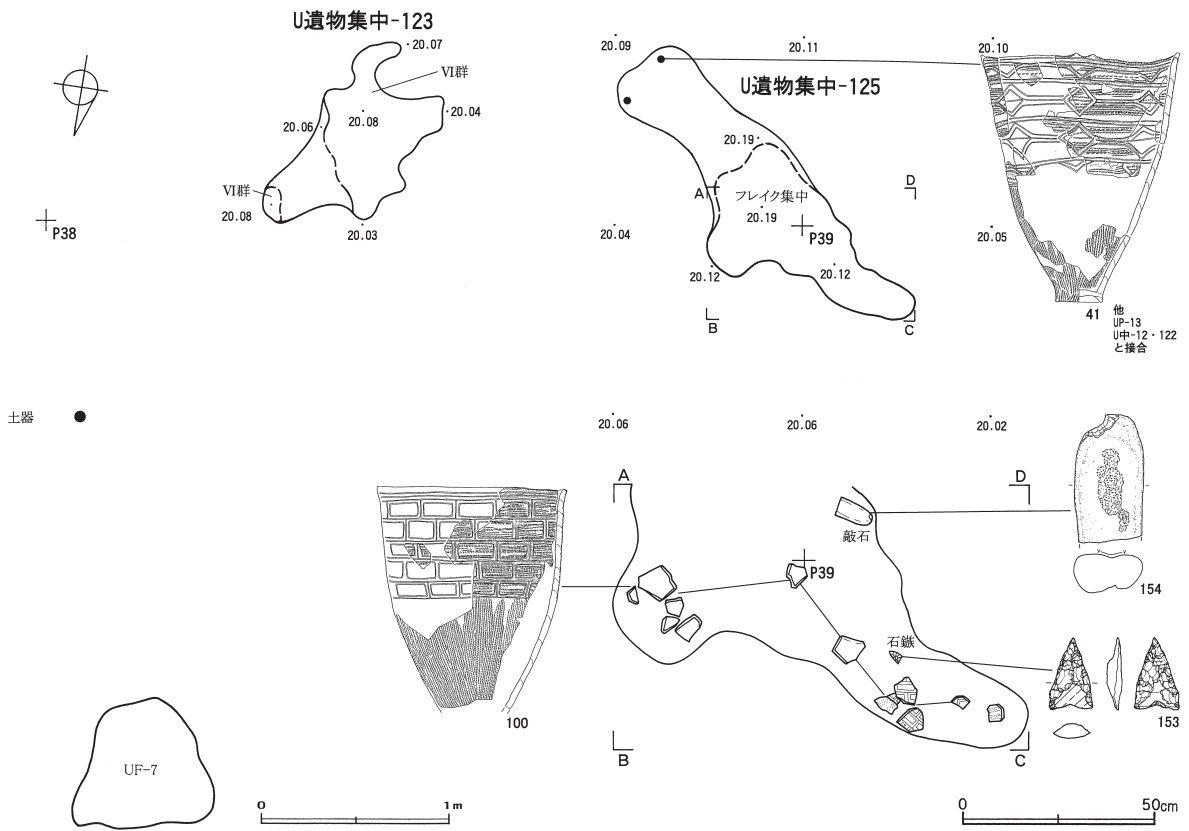 U遺物集中-123
20.07
Ⅵ群
20.04
20.08
20.06
Ⅵ群
20.08
20.03
P38
20.09
20.11
20.10
U遺物集中-125
20.19
A
D
フレイク集中
20.19
P39
20.04
20.05
20.12
20.12
B
C
41
他
UP-13
U中-12・122
と接合
土器
20.06
20.06
20.02
A
D
敲石
P39
154
石鏃
153
100
B
C
UF-7
0
1m
0
50cm